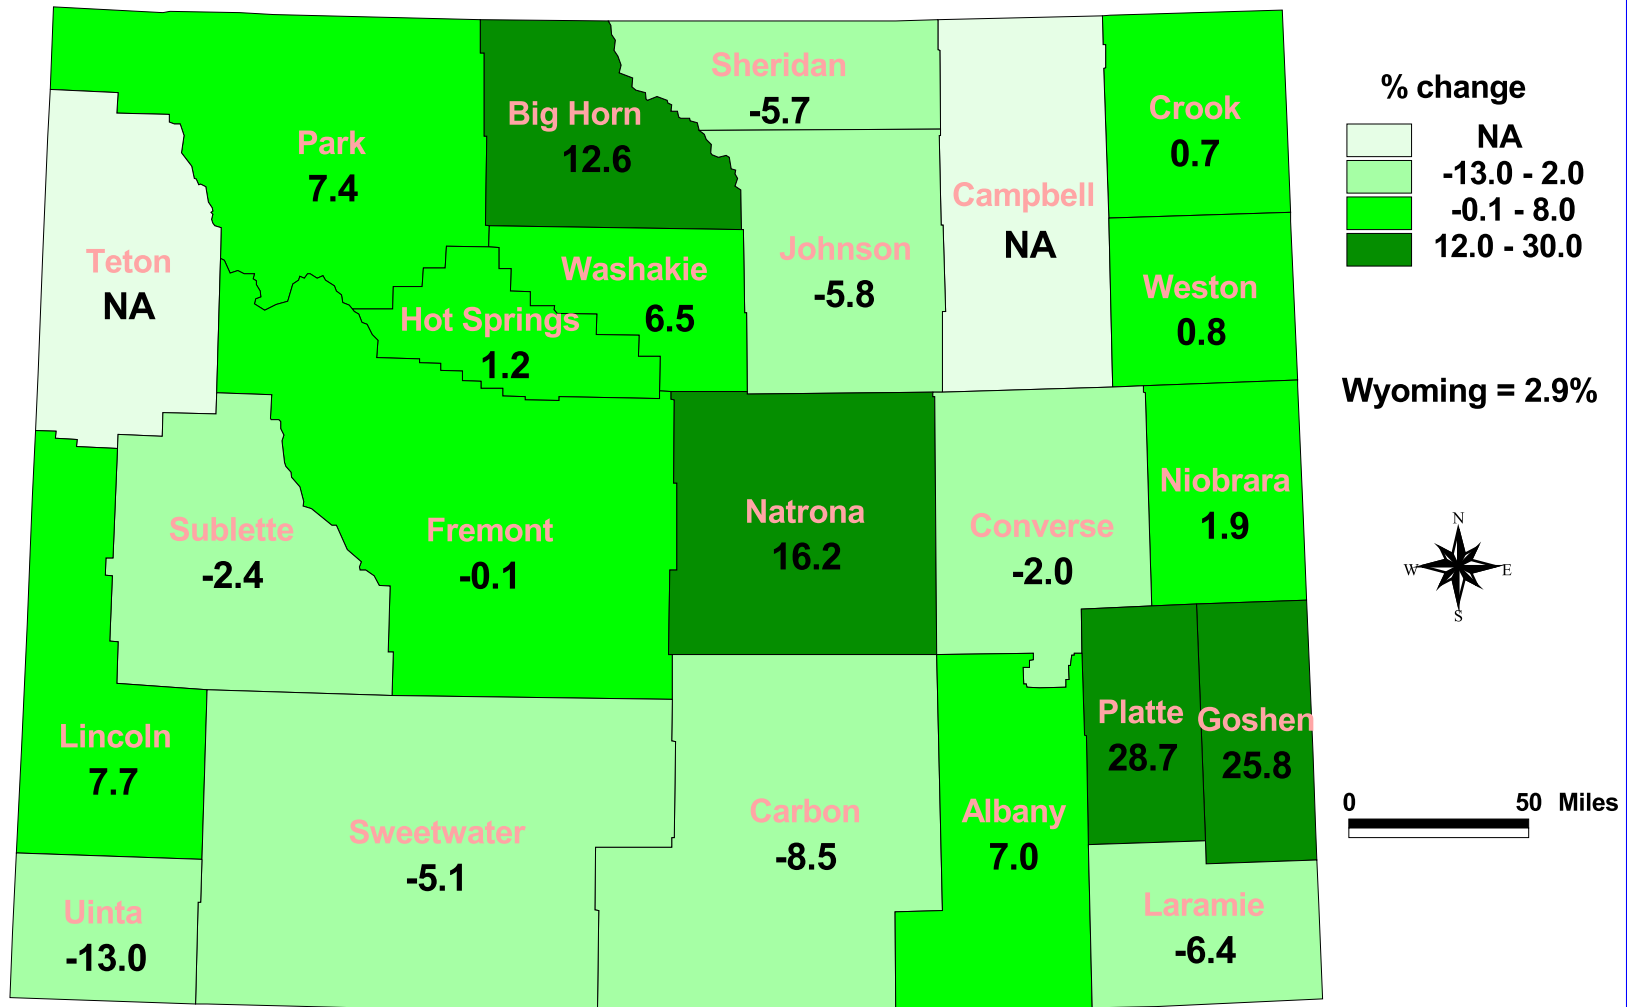 Sheridan
-5.7
Big Horn
12.6
Park
7.4
Crook
0.7
Campbell
NA
Johnson
-5.8
Teton
NA
Washakie
6.5
Hot Springs
1.2
Weston
0.8
Niobrara
1.9
Natrona
16.2
Converse
-2.0
Sublette
-2.4
Fremont
-0.1
Lincoln
7.7
Platte
28.7
Goshen
25.8
Carbon
-8.5
Albany
7.0
Sweetwater
-5.1
Uinta
-13.0
Laramie
-6.4
% change
NA
-13.0 - 2.0
-0.1 - 8.0
12.0 - 30.0
Wyoming = 2.9%
N
W E
S
0 50 Miles